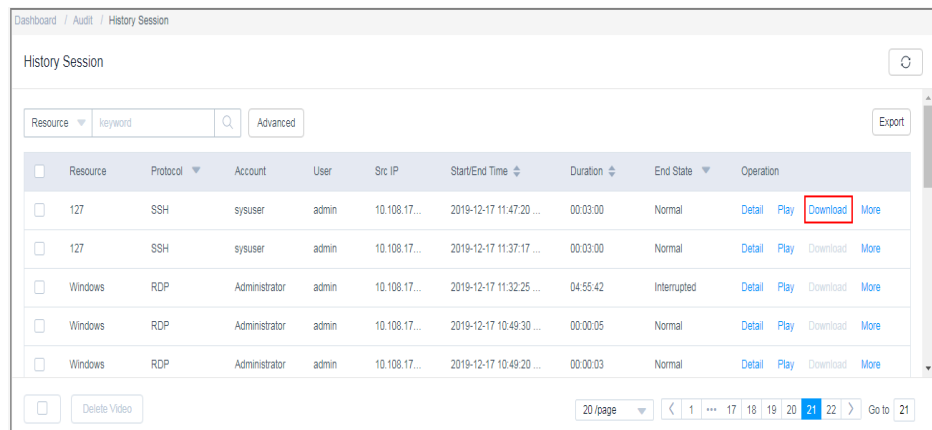 Dashboard / Audit / History Session
History Session
Resource keyword Advanced Export
Resource Protocol Account User Src IP Start/End Time Duration End State Operation
127 SSH sysuser admin 10.108.17... 2019-12-17 11:47:20 ... 00:03:00 Normal Detail Play Download More
127 SSH sysuser admin 10.108.17... 2019-12-17 11:37:17 ... 00:03:00 Normal Detail Play Download More
Windows RDP Administrator admin 10.108.17... 2019-12-17 11:32:25 ... 04:55:42 Interrupted Detail Play Download More
Windows RDP Administrator admin 10.108.17... 2019-12-17 10:49:30 ... 00:00:05 Normal Detail Play Download More
Windows RDP Administrator admin 10.108.17... 2019-12-17 10:49:20 ... 00:00:03 Normal Detail Play Download More
Delete Video 20 /page 1 ••• 17 18 19 20 21 22 Go to 21